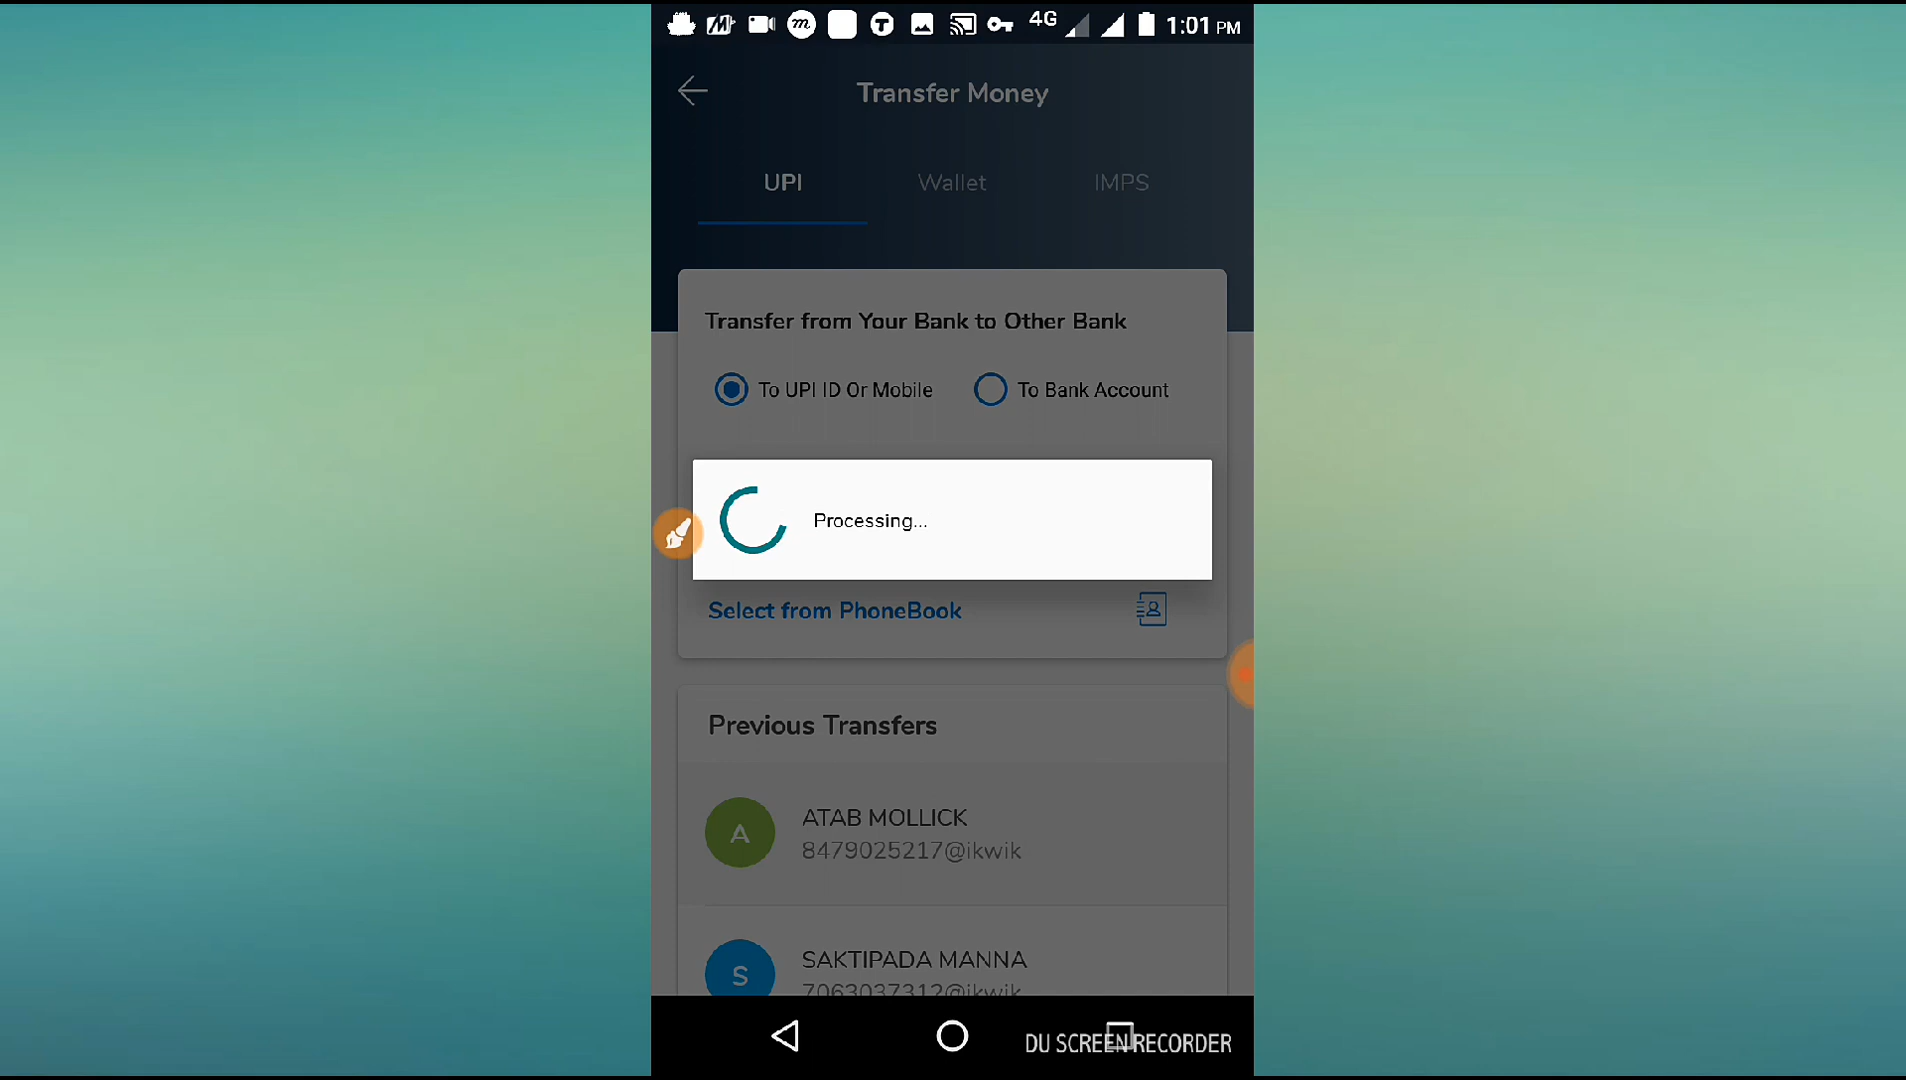 4G 1:01 PM
Transfer Money
UPI Wallet IMPS
Transfer from Your Bank to Other Bank
To UPI ID Or Mobile To Bank Account
Processing...
Select from PhoneBook
Previous Transfers
A
ATAB MOLLICK
8479025217@ikwik
S
SAKTIPADA MANNA
7063037312@ikwik
DU SCREEN RECORDER